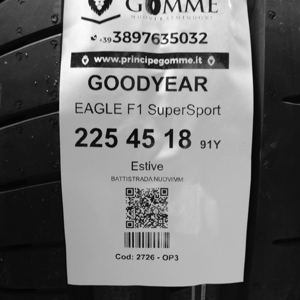 GOMME
+39 3897635032
www.principegomme.it
GOODYEAR
EAGLE F1 SuperSport
225 45 18 91Y
Estive
BATTISTRADA NUOVI/MM
Cod: 2726 - OP3